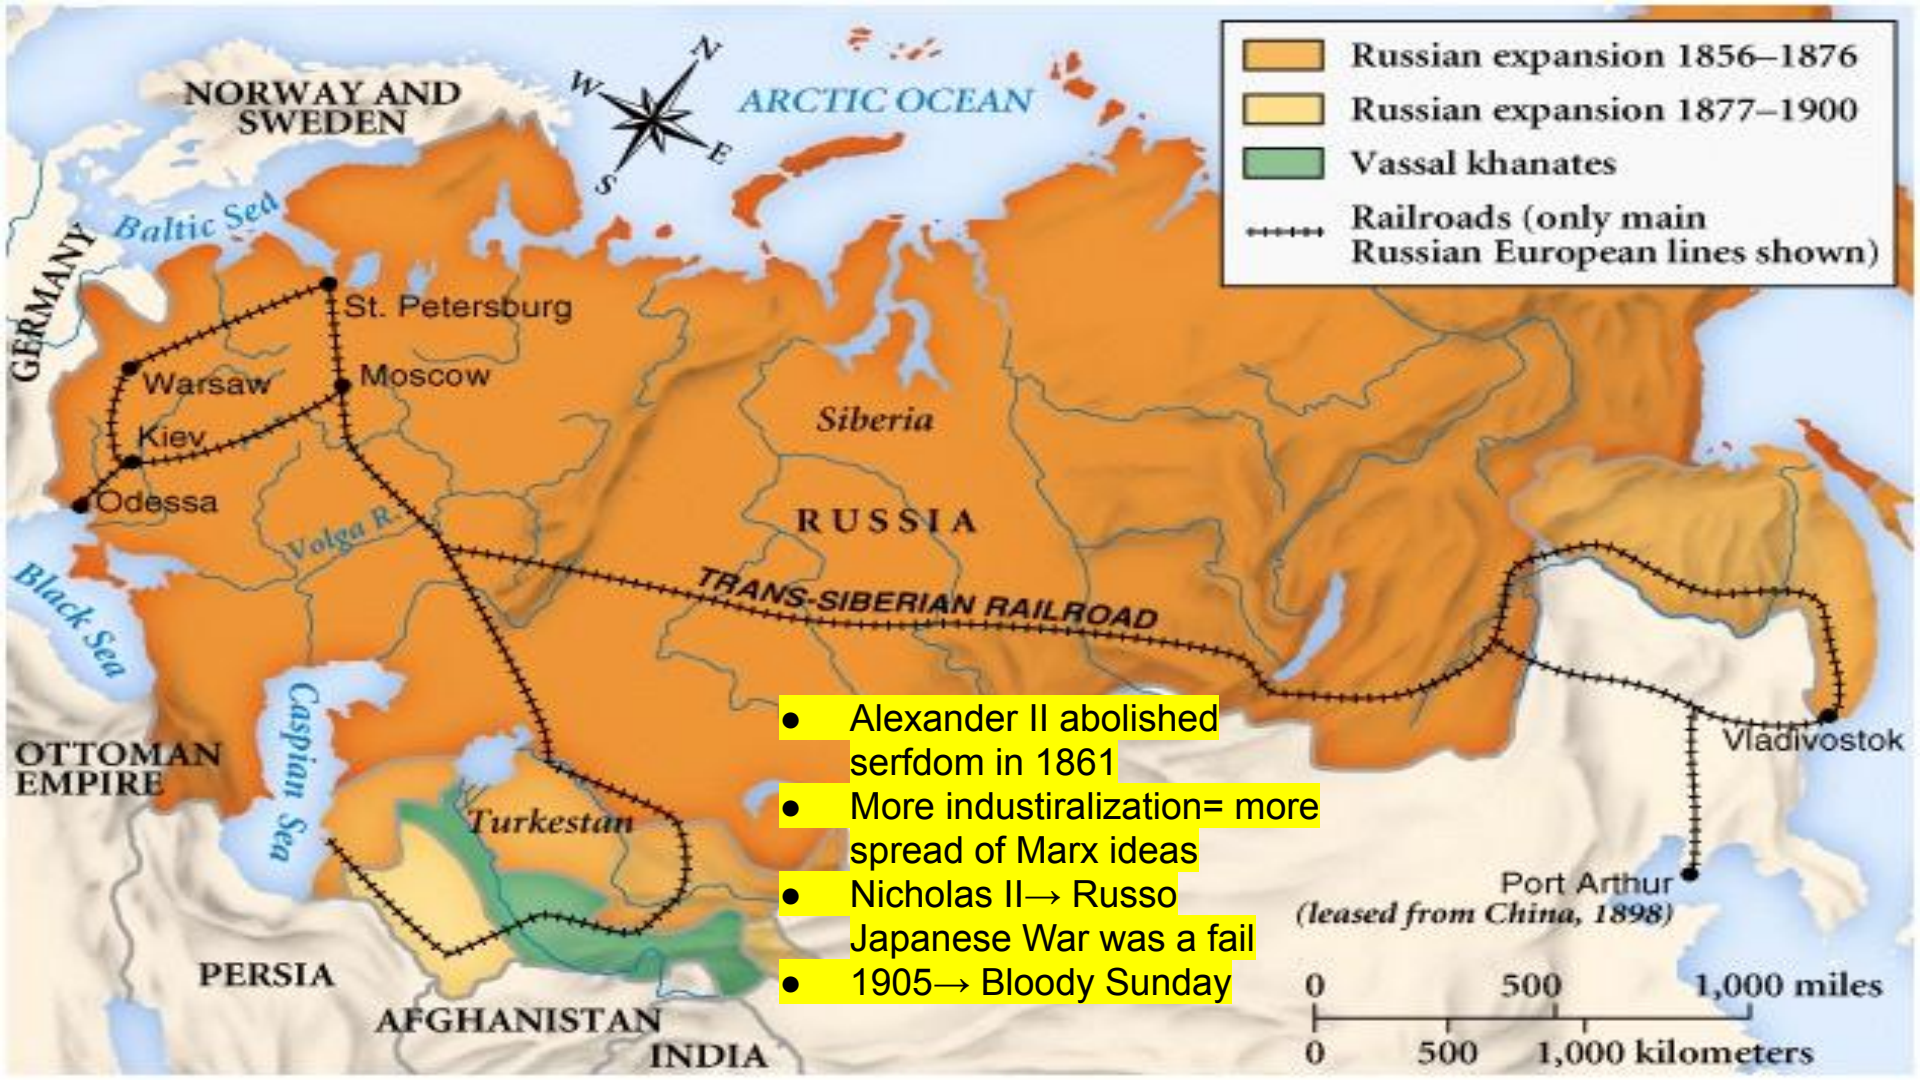 Russian expansion 1856–1876
Russian expansion 1877–1900
Vassal khanates
Railroads (only main
Russian European lines shown)
NORWAY AND
SWEDEN
N
W
E
S
ARCTIC OCEAN
Baltic Sea
GERMANY
St. Petersburg
Warsaw
Moscow
Kiev
Siberia
Odessa
RUSSIA
Volga R.
Black Sea
TRANS-SIBERIAN RAILROAD
Caspian Sea
OTTOMAN
EMPIRE
Turkestan
Vladivostok
● Alexander II abolished
serfdom in 1861
● More industiralization= more
spread of Marx ideas
● Nicholas II→ Russo
Japanese War was a fail
● 1905→ Bloody Sunday
Port Arthur
(leased from China, 1898)
PERSIA
AFGHANISTAN
INDIA
0 500 1,000 miles
0 500 1,000 kilometers